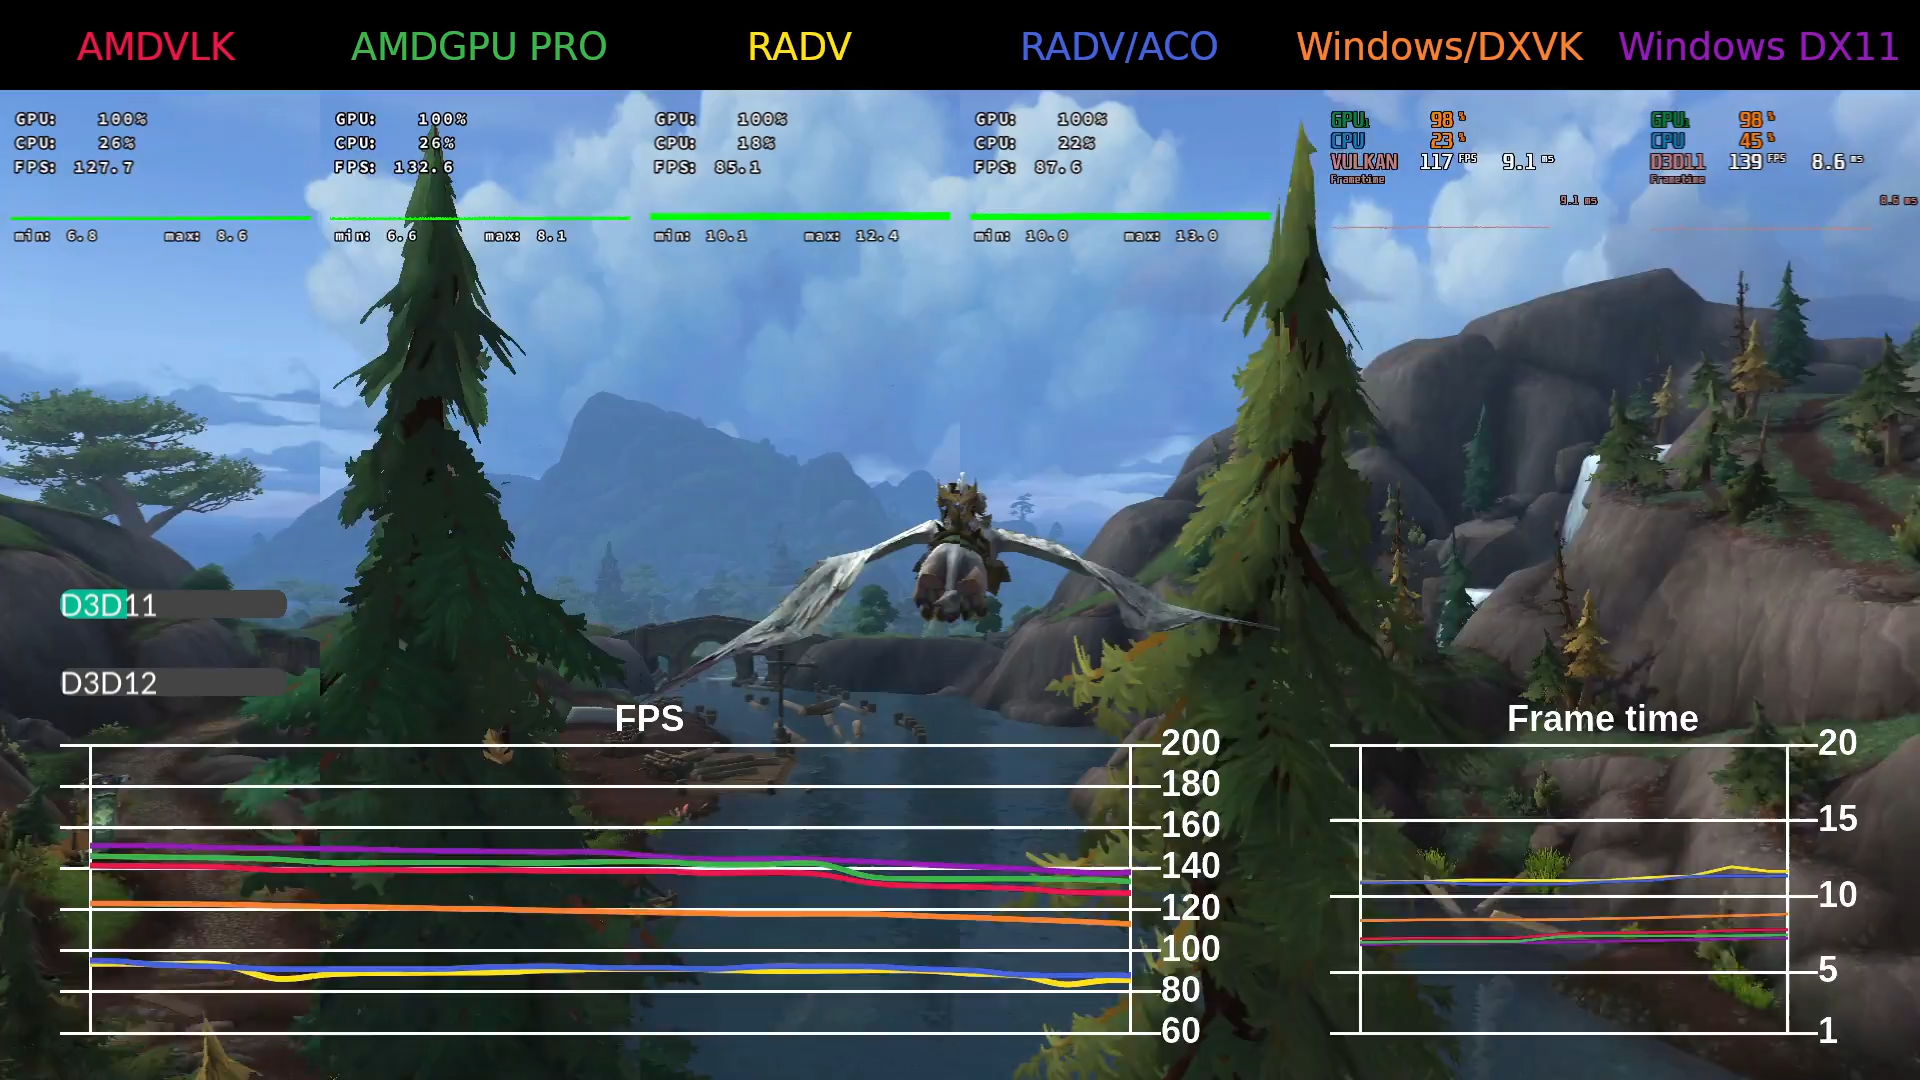 AMDVLK AMDGPU PRO RADV RADV/ACO Windows/DXVK Windows DX11
GPU: 100%
CPU: 26%
FPS: 127.7
min: 6.8 max: 8.6
GPU: 100%
CPU: 26%
FPS: 132.6
min: 6.6 max: 8.1
GPU: 100%
CPU: 18%
FPS: 85.1
min: 10.1 max: 12.4
GPU: 100%
CPU: 22%
FPS: 87.6
min: 10.0 max: 13.0
GPU1 98 %
CPU 23 %
VULKAN 117 FPS 9.1 ms
Frametime
9.1 ms
GPU1 98 %
CPU 45 %
D3D11 139 FPS 8.6 ms
Frametime
8.6 ms
D3D11
D3D12
FPS
200
180
160
140
120
100
80
60
Frame time
20
15
10
5
1